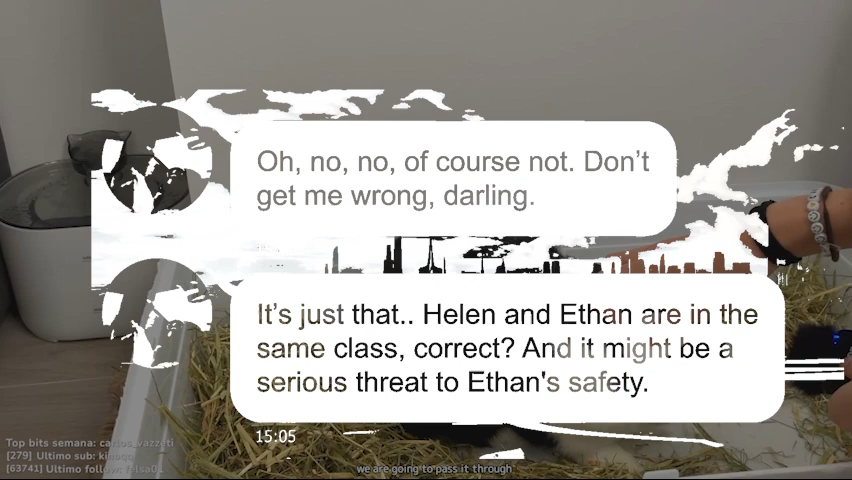 Oh, no, no, of course not. Don't
get me wrong, darling.
It's just that.. Helen and Ethan are in the
same class, correct? And it might be a
serious threat to Ethan's safety.
15:05
Top bits semana: carlos_vazzeti
[279] Ultimo sub:
[63741] Ultimo follow:
we are going to pass it through